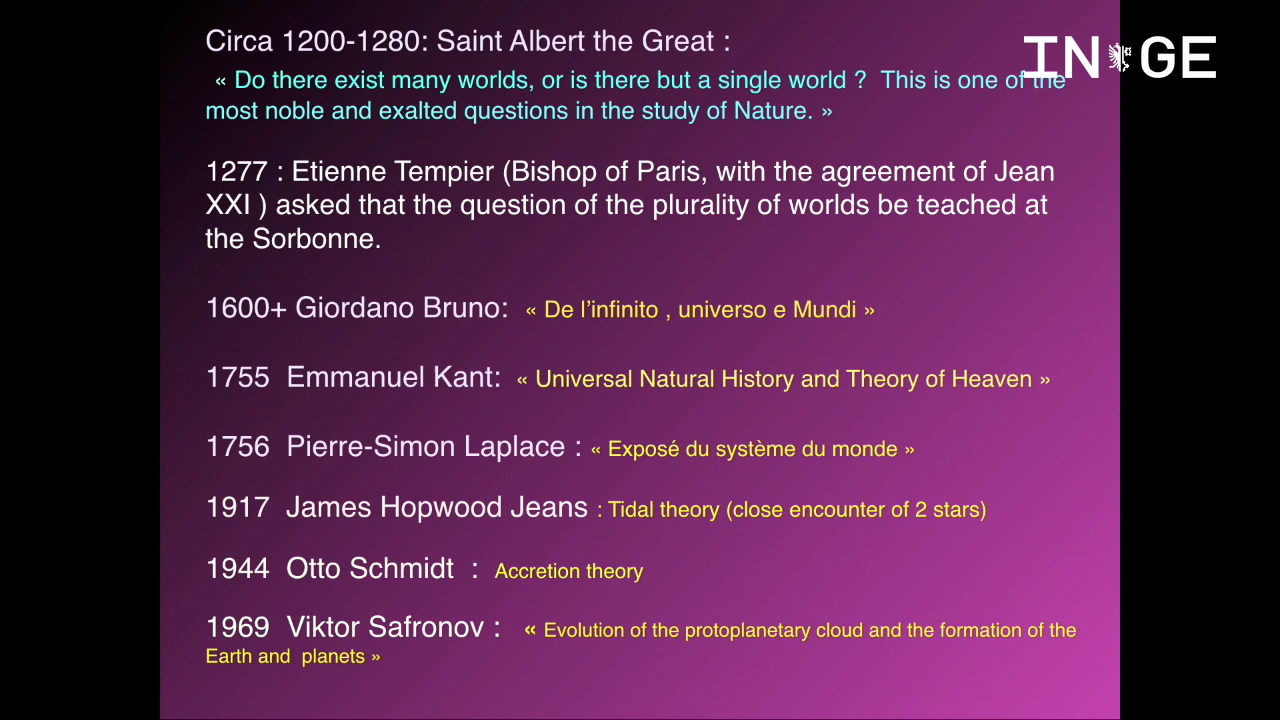 Circa 1200-1280: Saint Albert the Great :
« Do there exist many worlds, or is there but a single world ? This is one of the
most noble and exalted questions in the study of Nature. »
1277 : Etienne Tempier (Bishop of Paris, with the agreement of Jean
XXI ) asked that the question of the plurality of worlds be teached at
the Sorbonne.
1600+ Giordano Bruno: « De l’infinito , universo e Mundi »
1755 Emmanuel Kant: « Universal Natural History and Theory of Heaven »
1756 Pierre-Simon Laplace : « Exposé du système du monde »
1917 James Hopwood Jeans : Tidal theory (close encounter of 2 stars)
1944 Otto Schmidt : Accretion theory
1969 Viktor Safronov : « Evolution of the protoplanetary cloud and the formation of the
Earth and planets »
IN GE